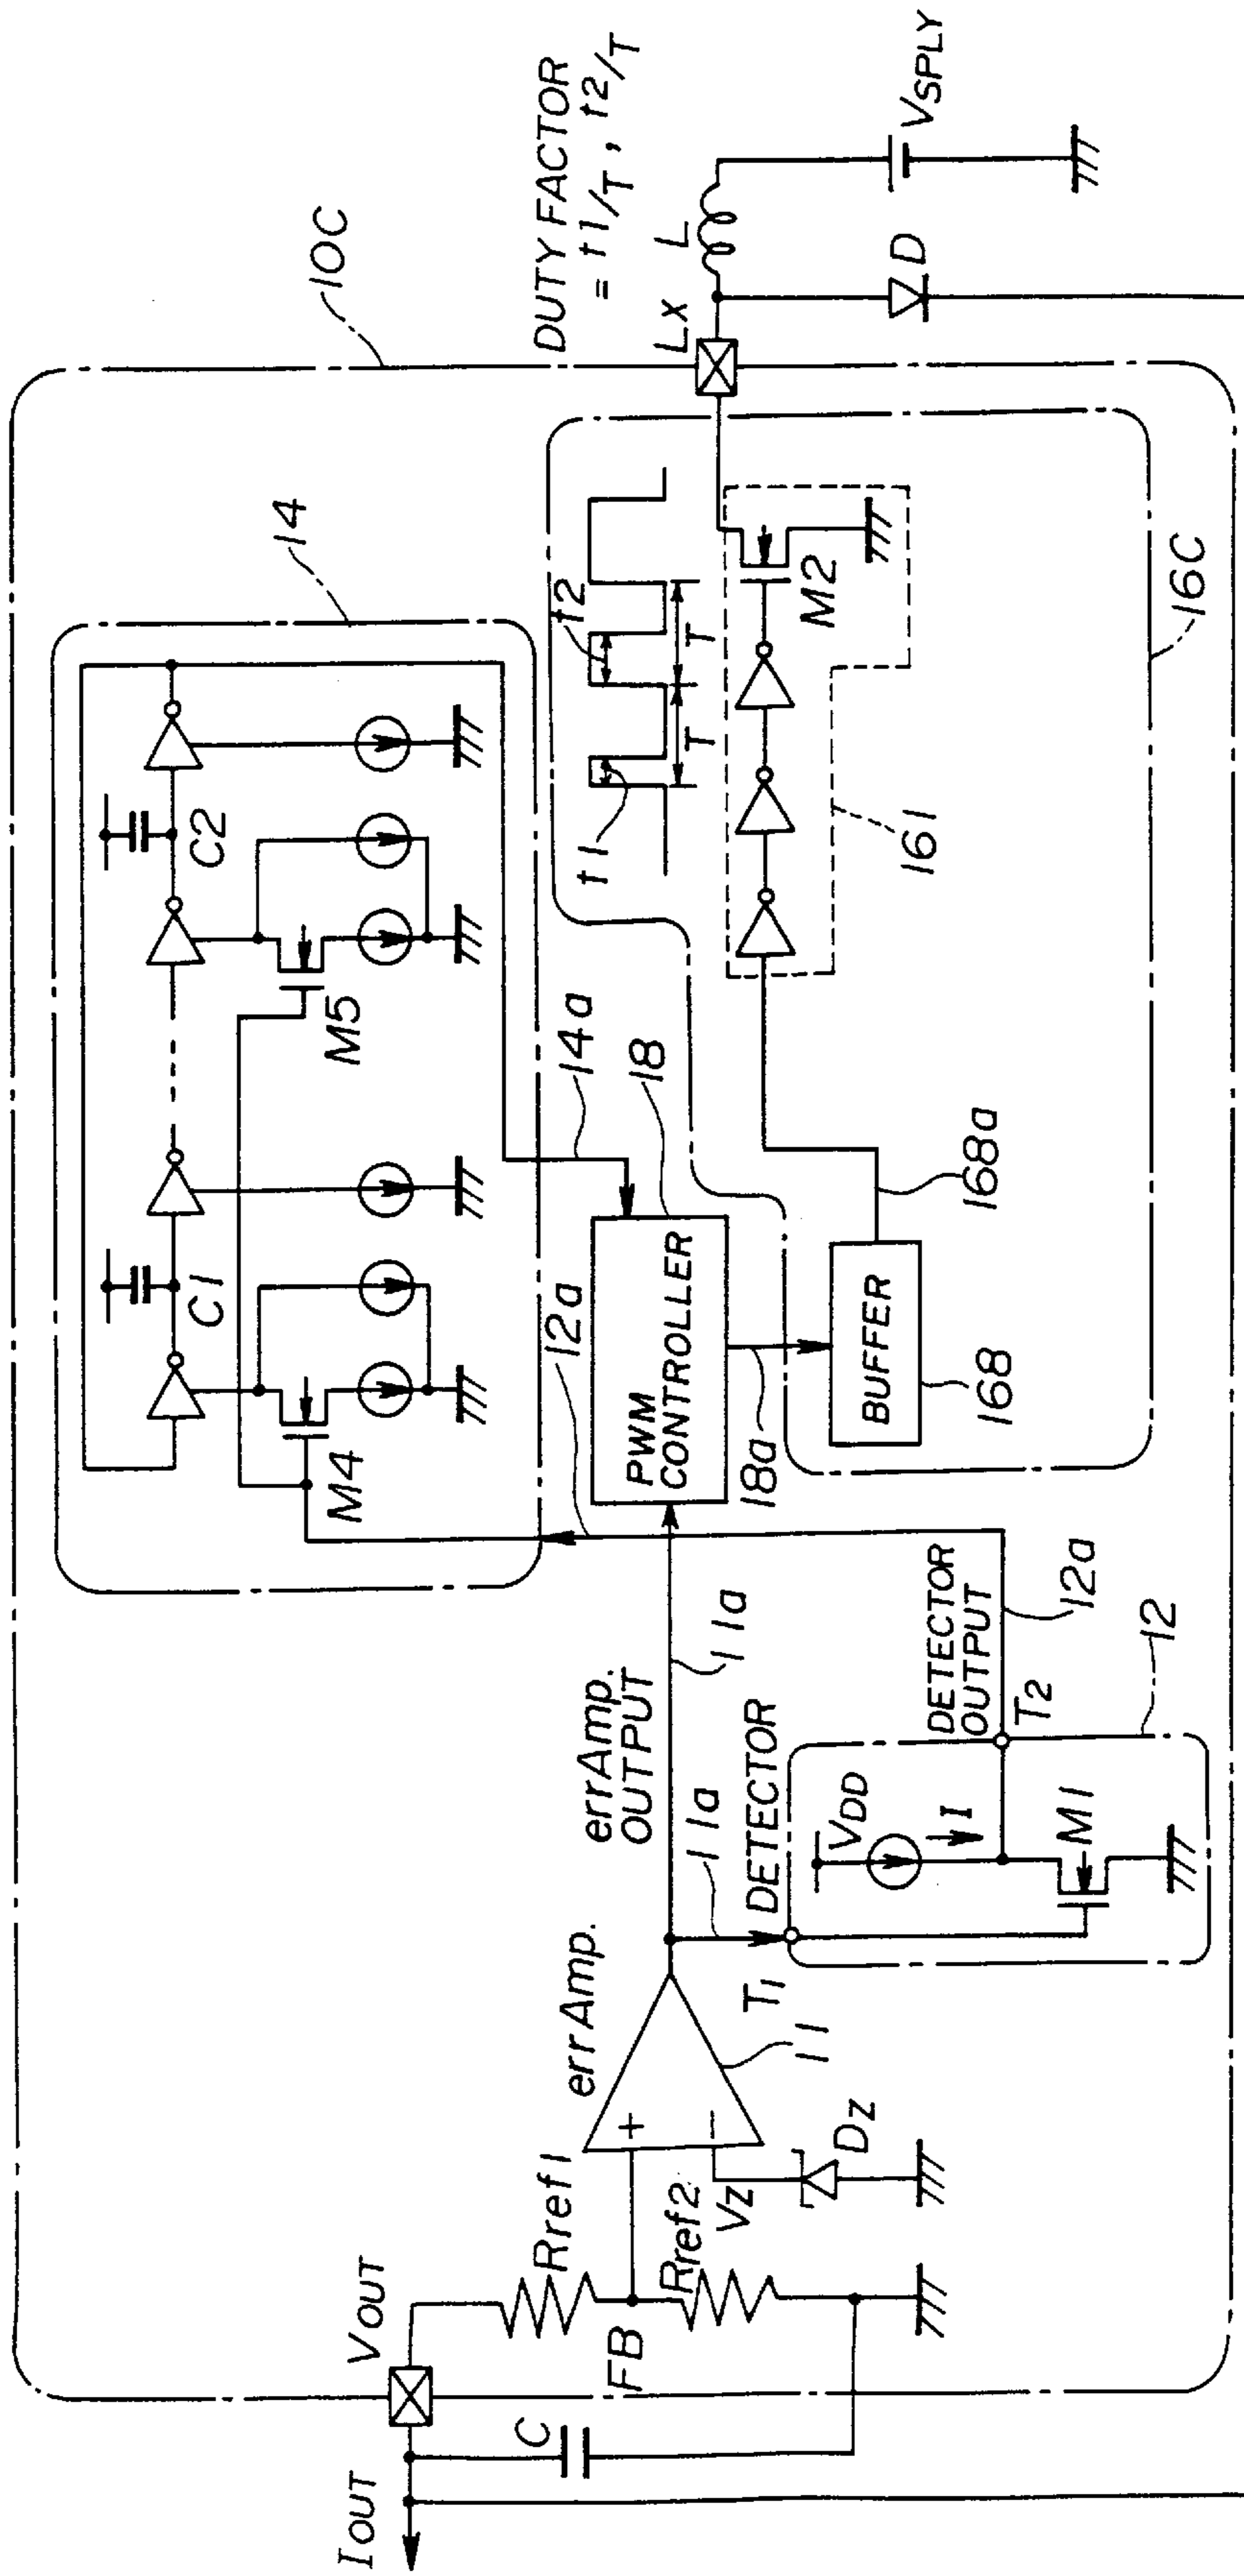 10C
14
C1
C2
M4
M5
12a
14a
18
PWM
CONTROLLER
18a
BUFFER
168
168a
161
M2
t1
t2
T
T
16C
DUTY FACTOR
= t1/T , t2/T
LX
L
D
VSPLY
IOUT
VOUT
C
FB
Rref1
Rref2
VZ
DZ
errAmp.
+
−
11
errAmp.
OUTPUT
11a
11a
T1
DETECTOR
VDD
I
M1
T2
DETECTOR
OUTPUT
12a
12